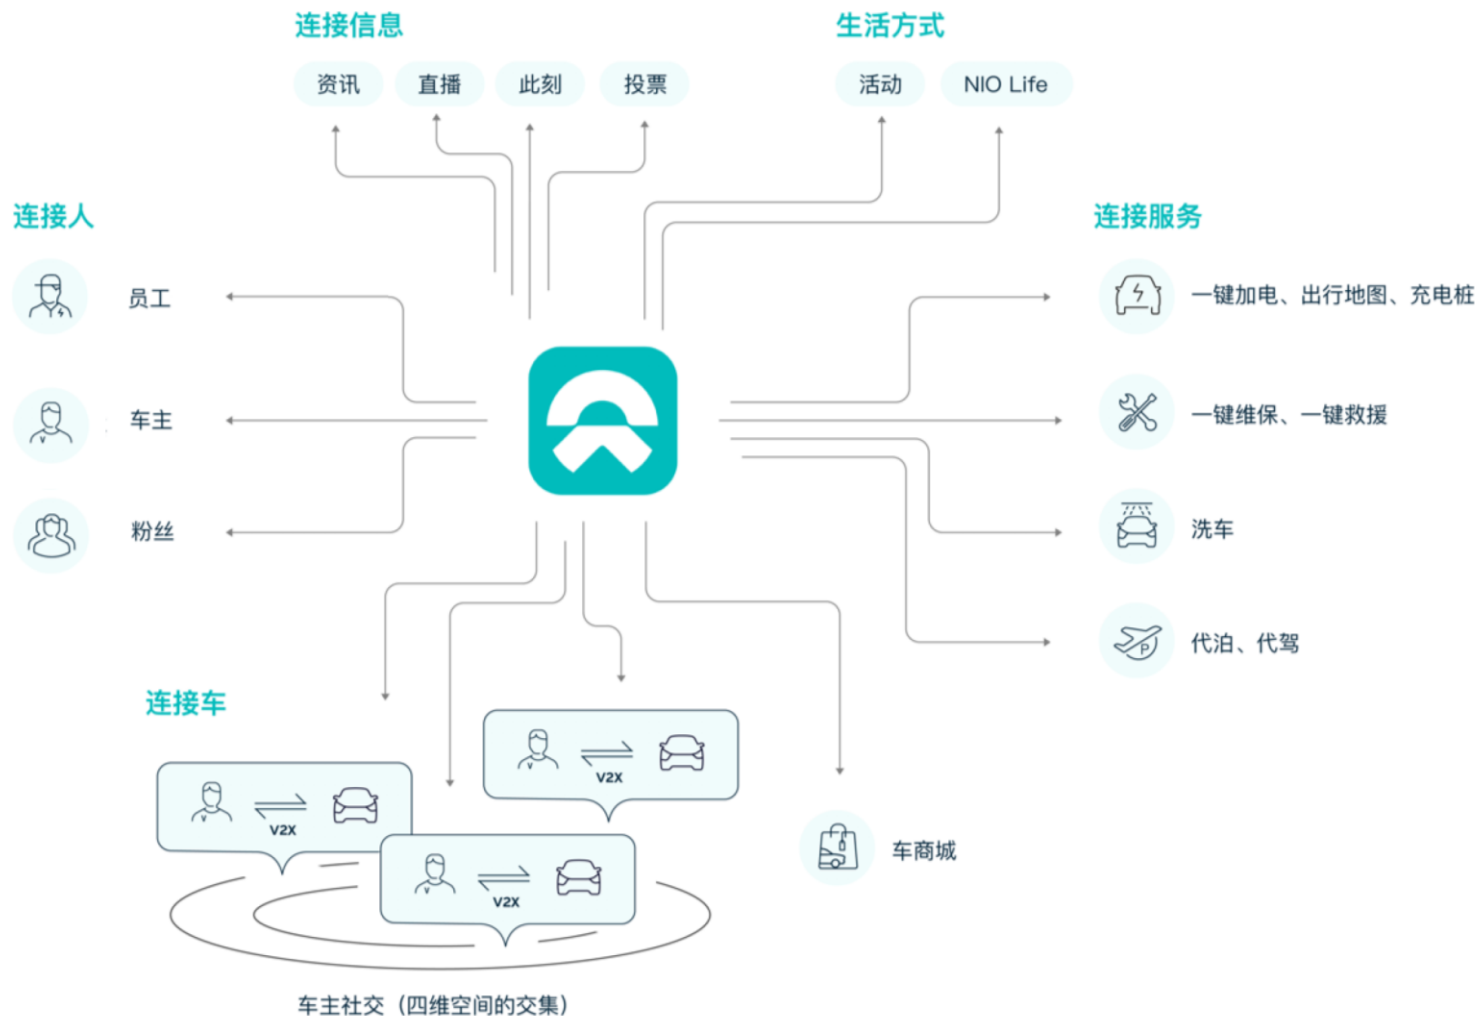 连接信息
生活方式
资讯
直播
此刻
投票
活动
NIO Life
连接人
连接服务
员工
一键加电、出行地图、充电桩
车主
一键维保、一键救援
粉丝
洗车
代泊、代驾
P
连接车
V2X
V2X
V2X
车商城
车主社交（四维空间的交集）